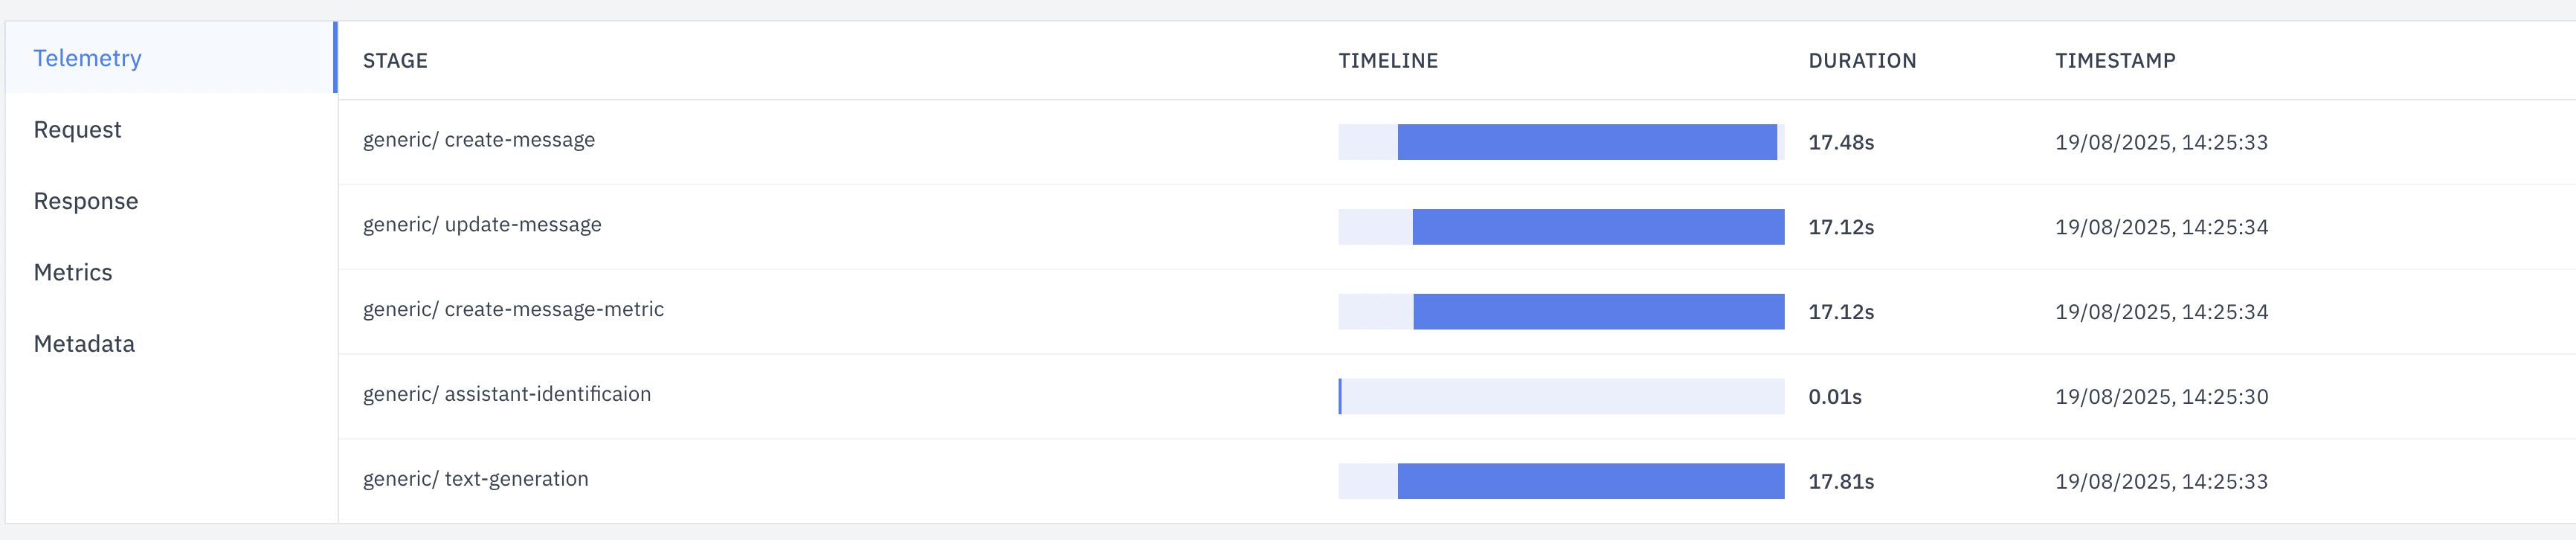 Telemetry
Request
Response
Metrics
Metadata
STAGE TIMELINE DURATION TIMESTAMP
generic/ create-message 17.48s 19/08/2025, 14:25:33
generic/ update-message 17.12s 19/08/2025, 14:25:34
generic/ create-message-metric 17.12s 19/08/2025, 14:25:34
generic/ assistant-identificaion 0.01s 19/08/2025, 14:25:30
generic/ text-generation 17.81s 19/08/2025, 14:25:33